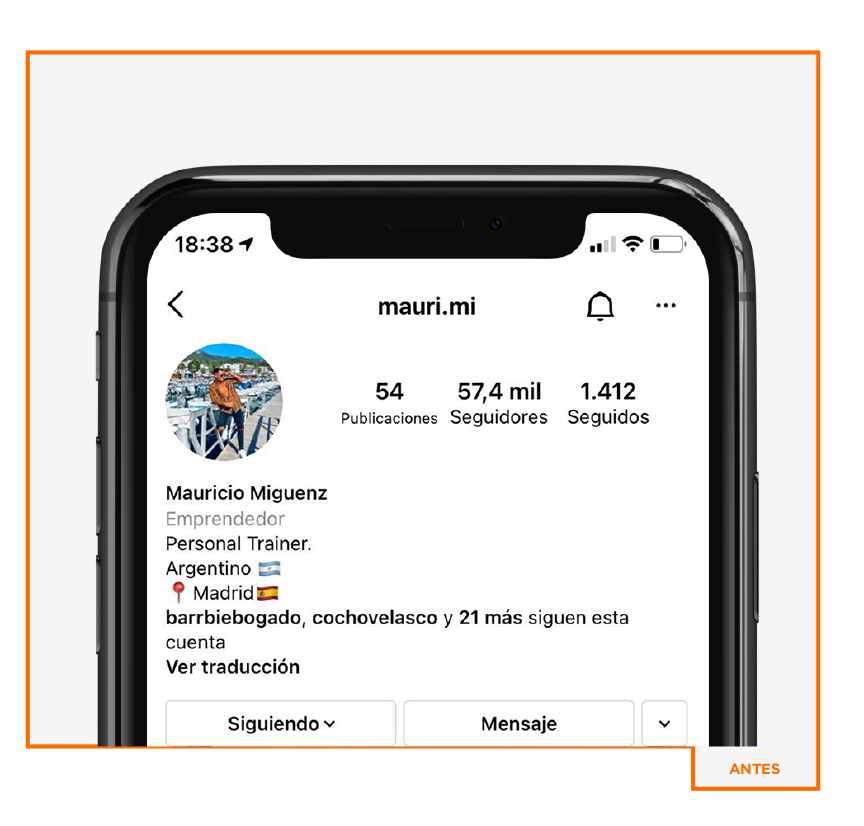 18:38
mauri.mi
54 57,4 mil 1.412
Publicaciones Seguidores Seguidos
Mauricio Miguenz
Emprendedor
Personal Trainer.
Argentino 🇦🇷
📍 Madrid🇪🇸
barrbiebogado, cochovelasco y 21 más siguen esta
cuenta
Ver traducción
Siguiendo Mensaje
ANTES